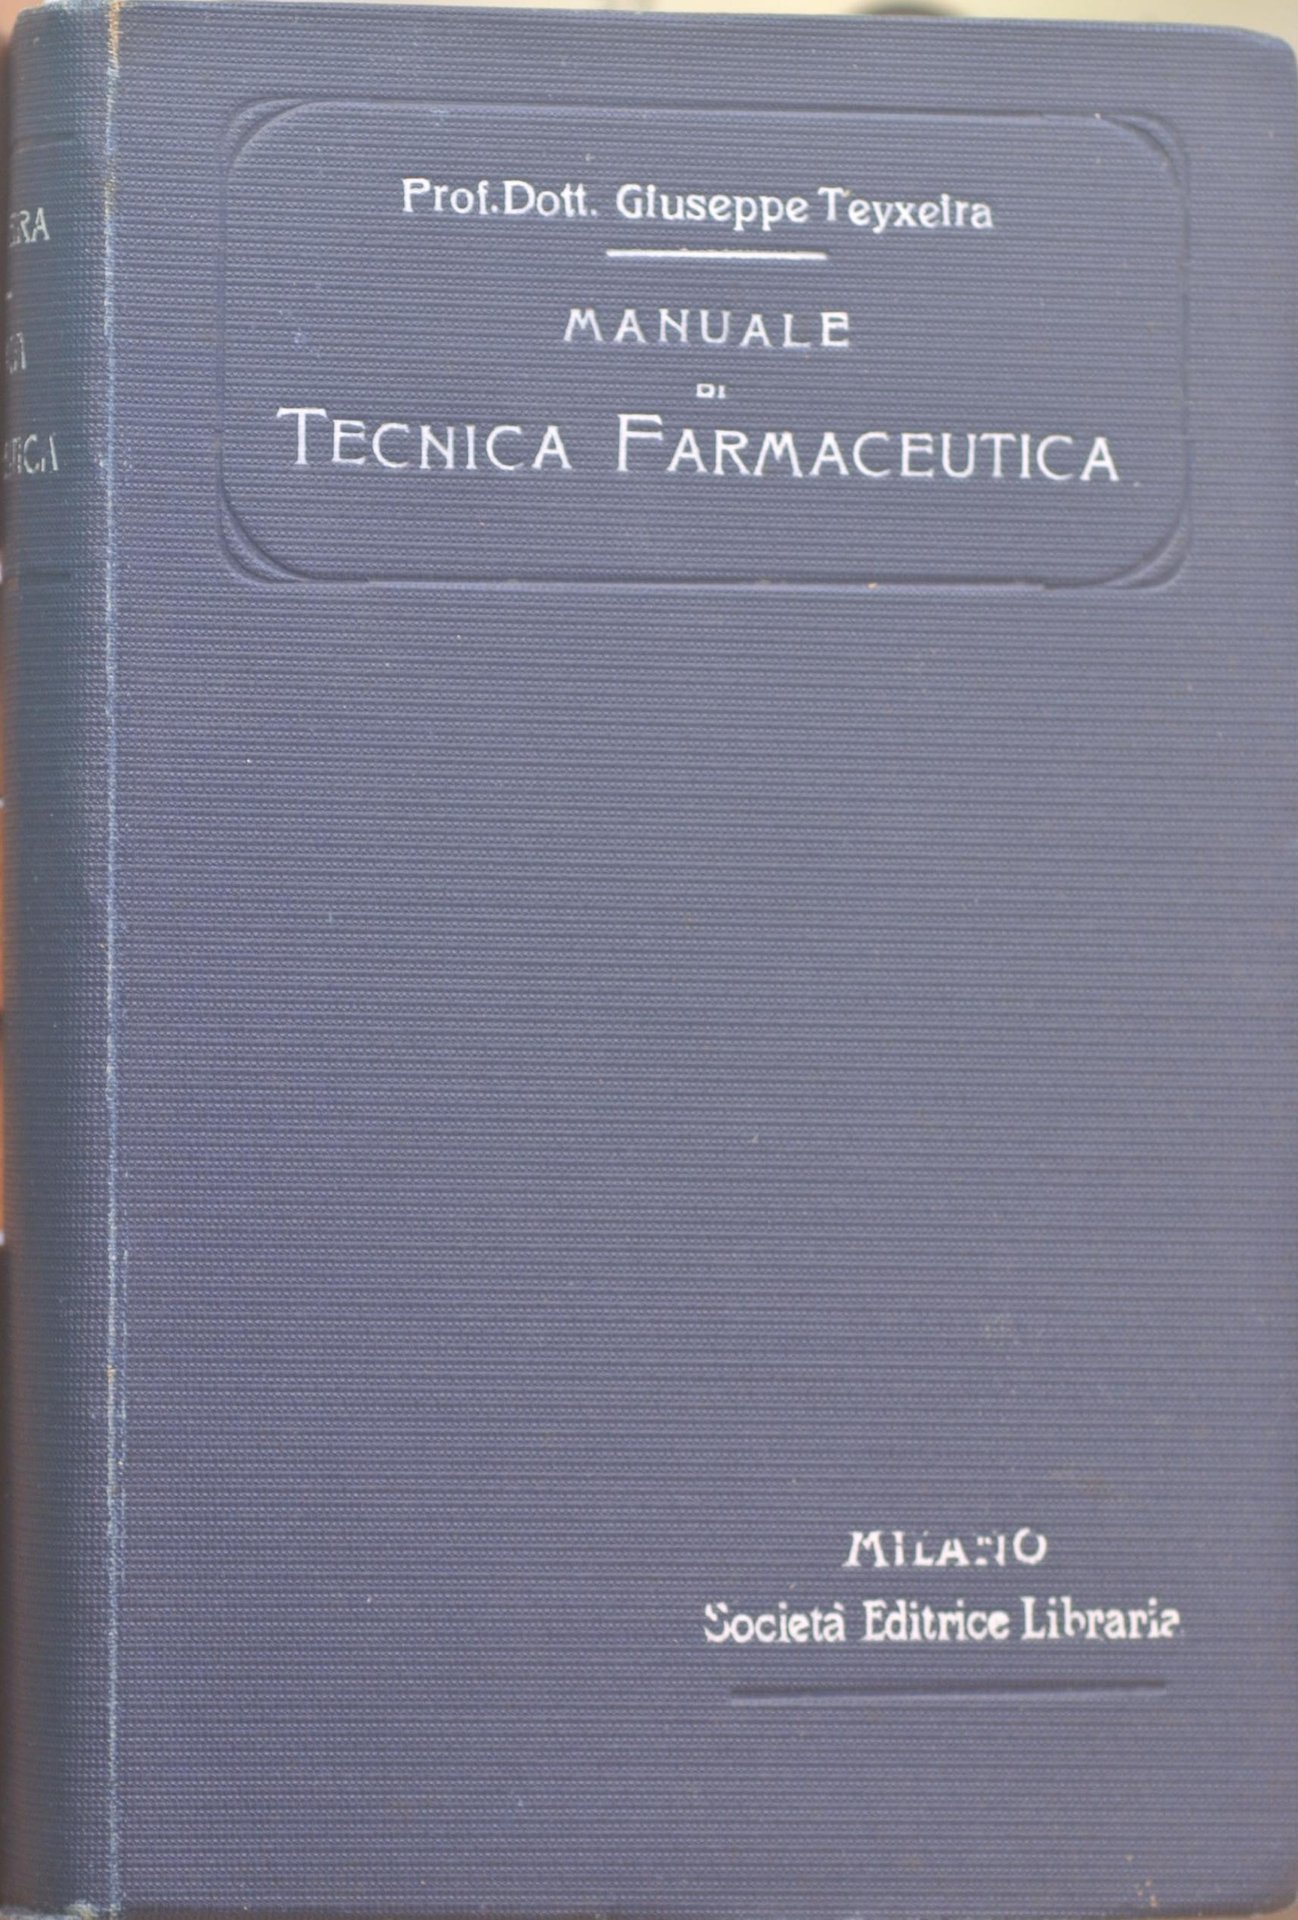 Prof. Dott. Giuseppe Teyxeira
MANUALE
DI
TECNICA FARMACEUTICA
MILANO
Società Editrice Libraria